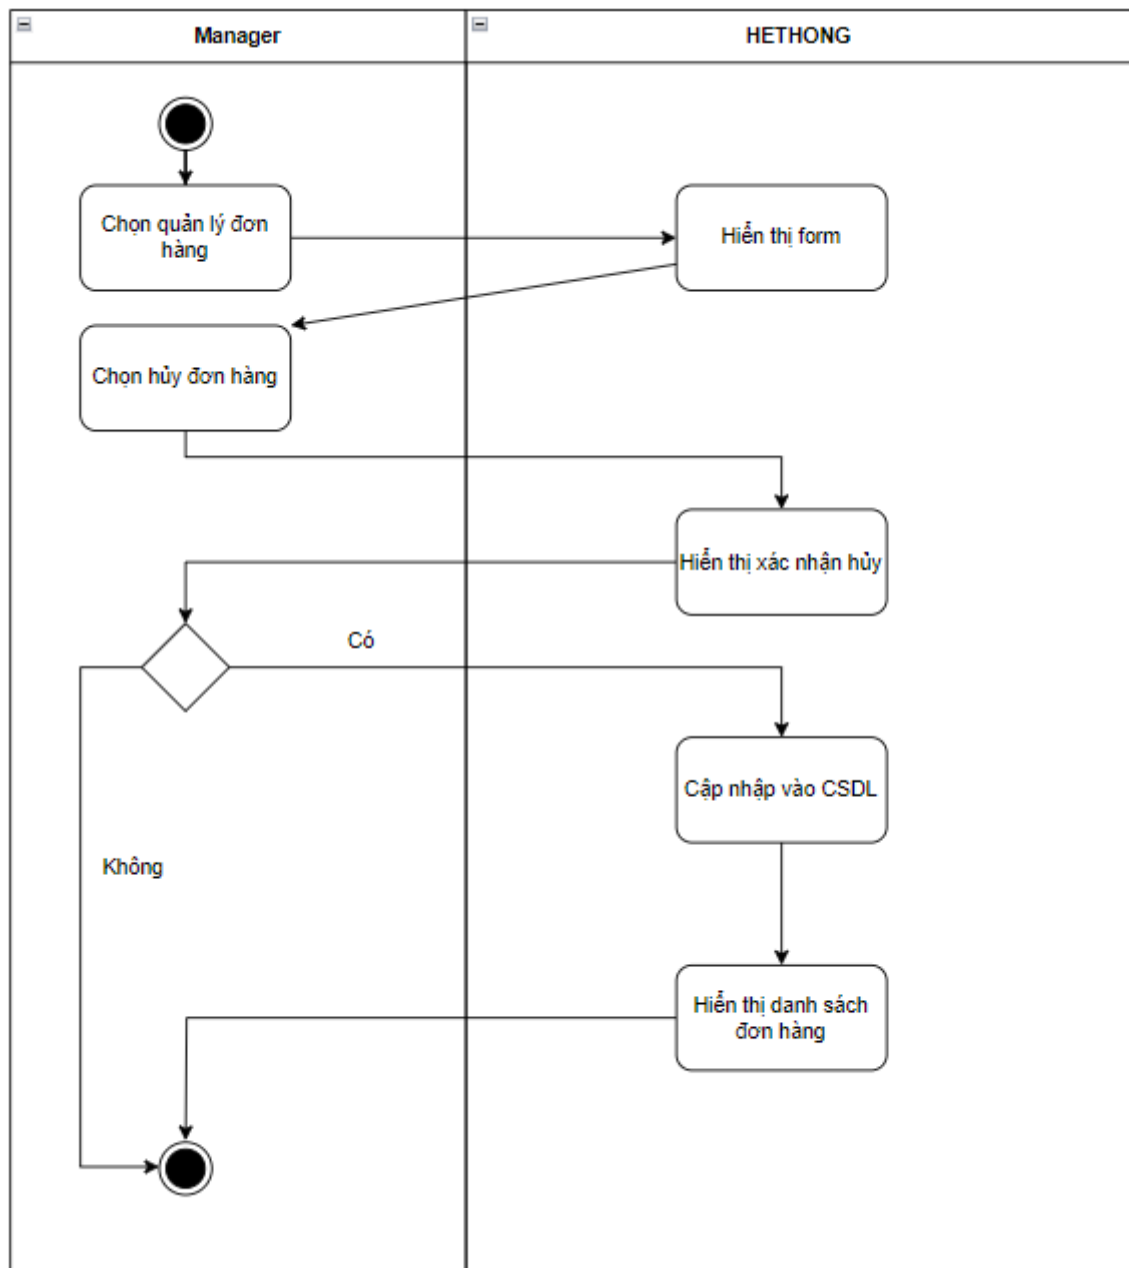 Manager
HETHONG
Chọn quản lý đơn
hàng
Hiển thị form
Chọn hủy đơn hàng
Hiển thị xác nhận hủy
Có
Cập nhập vào CSDL
Không
Hiển thị danh sách
đơn hàng